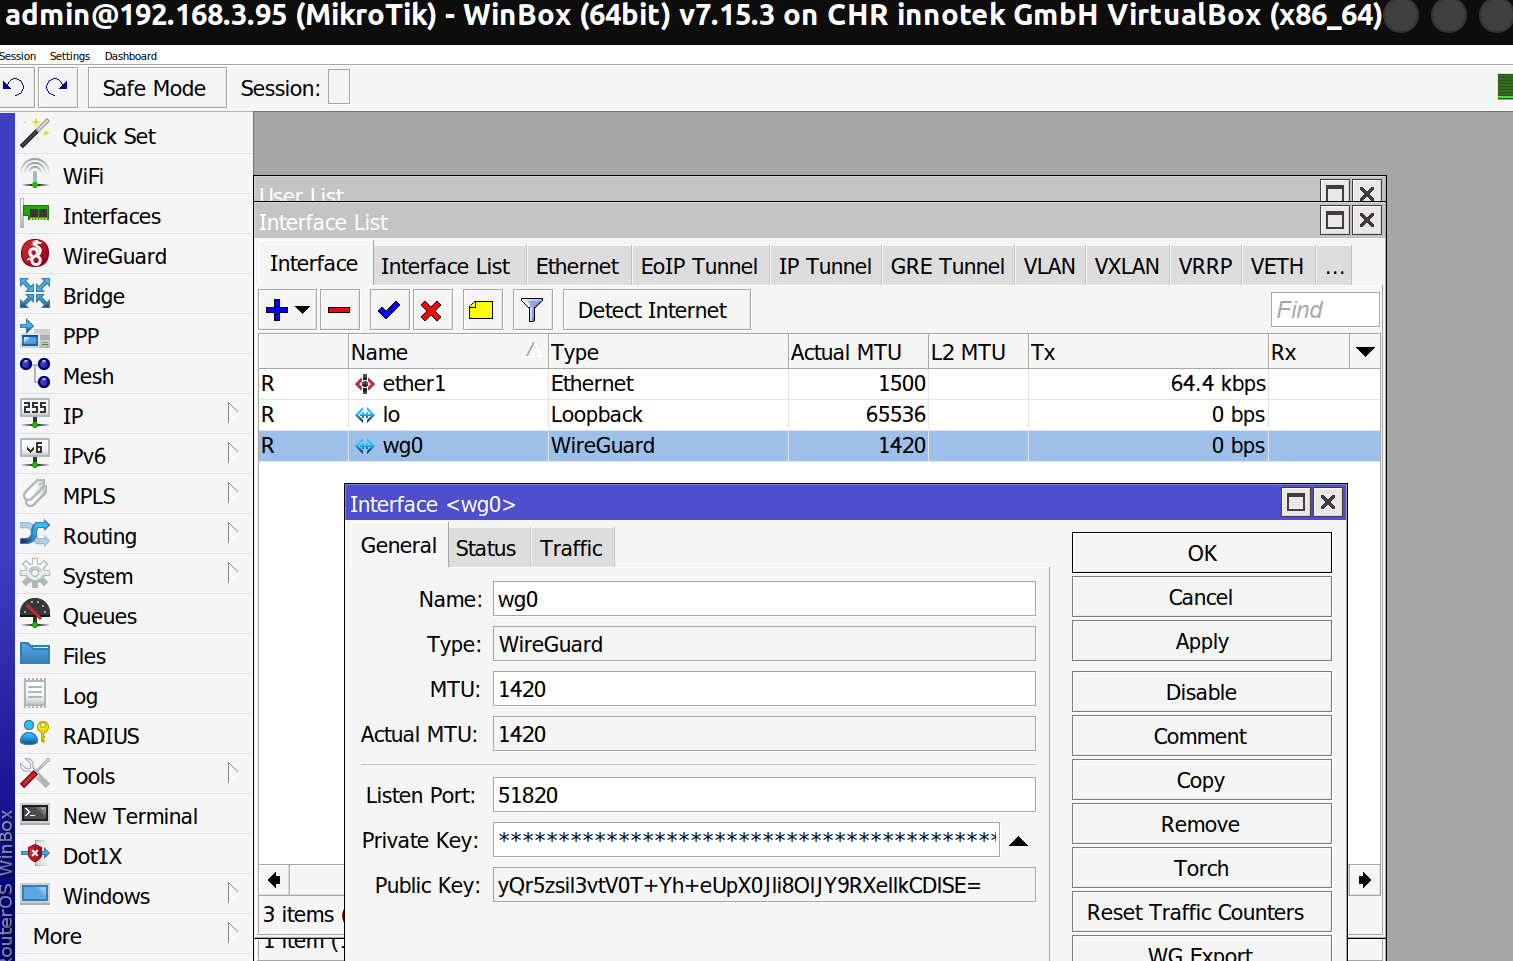 admin@192.168.3.95 (MikroTik) - WinBox (64bit) v7.15.3 on CHR innotek GmbH VirtualBox (x86_64)
Session Settings Dashboard
Safe Mode Session:
Quick Set
WiFi
Interfaces
WireGuard
Bridge
PPP
Mesh
IP
IPv6
MPLS
Routing
System
Queues
Files
Log
RADIUS
Tools
New Terminal
Dot1X
Windows
More
RouterOS WinBox
User List
Interface List
Interface Interface List Ethernet EoIP Tunnel IP Tunnel GRE Tunnel VLAN VXLAN VRRP VETH ...
Detect Internet Find
Name Type Actual MTU L2 MTU Tx Rx
R ether1 Ethernet 1500 64.4 kbps
R lo Loopback 65536 0 bps
R wg0 WireGuard 1420 0 bps
Interface <wg0>
General Status Traffic
Name: wg0
Type: WireGuard
MTU: 1420
Actual MTU: 1420
Listen Port: 51820
Private Key: ******************************************
Public Key: yQr5zsil3vtV0T+Yh+eUpX0Jli8OlJY9RXellkCDlSE=
OK
Cancel
Apply
Disable
Comment
Copy
Remove
Torch
Reset Traffic Counters
WG Export
3 items (
1 item (